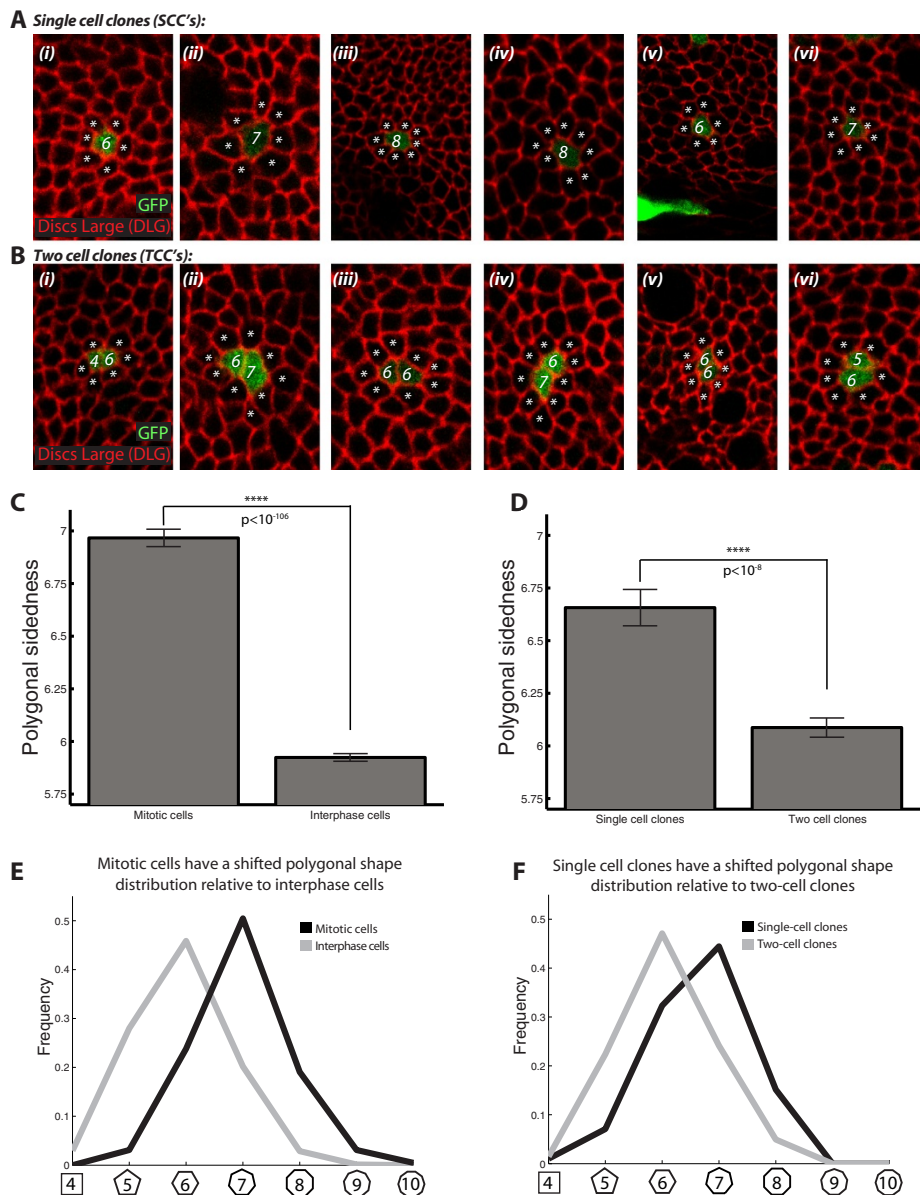 A Single cell clones (SCC's):
(i) (ii) (iii) (iv) (v) (vi)
* * * * * *
6 7 8 8 6 7
GFP
Discs Large (DLG)
B Two cell clones (TCC's):
(i) (ii) (iii) (iv) (v) (vi)
4 6 6 7 6 6 6 7 6 6 5 6
GFP
Discs Large (DLG)
C
****
p<10-106
7
6.75
6.5
6.25
6
5.75
Polygonal sidedness
Mitotic cells Interphase cells
D
****
p<10-8
7
6.75
6.5
6.25
6
5.75
Polygonal sidedness
Single cell clones Two cell clones
E Mitotic cells have a shifted polygonal shape
distribution relative to interphase cells
Mitotic cells
Interphase cells
0.5
0.4
0.3
0.2
0.1
0
Frequency
4 5 6 7 8 9 10
F Single cell clones have a shifted polygonal shape
distribution relative to two-cell clones
Single-cell clones
Two-cell clones
0.5
0.4
0.3
0.2
0.1
0
Frequency
4 5 6 7 8 9 10